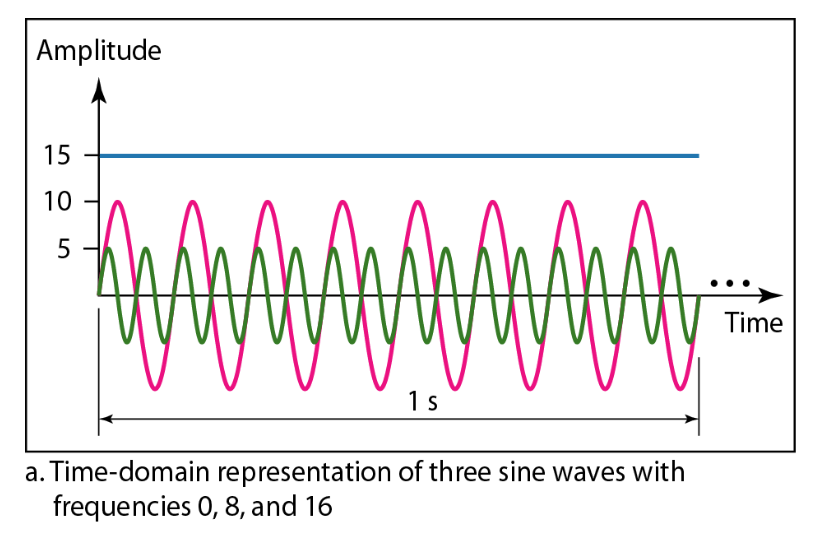 Amplitude
15
10
5
...
Time
1 s
a. Time-domain representation of three sine waves with
frequencies 0, 8, and 16